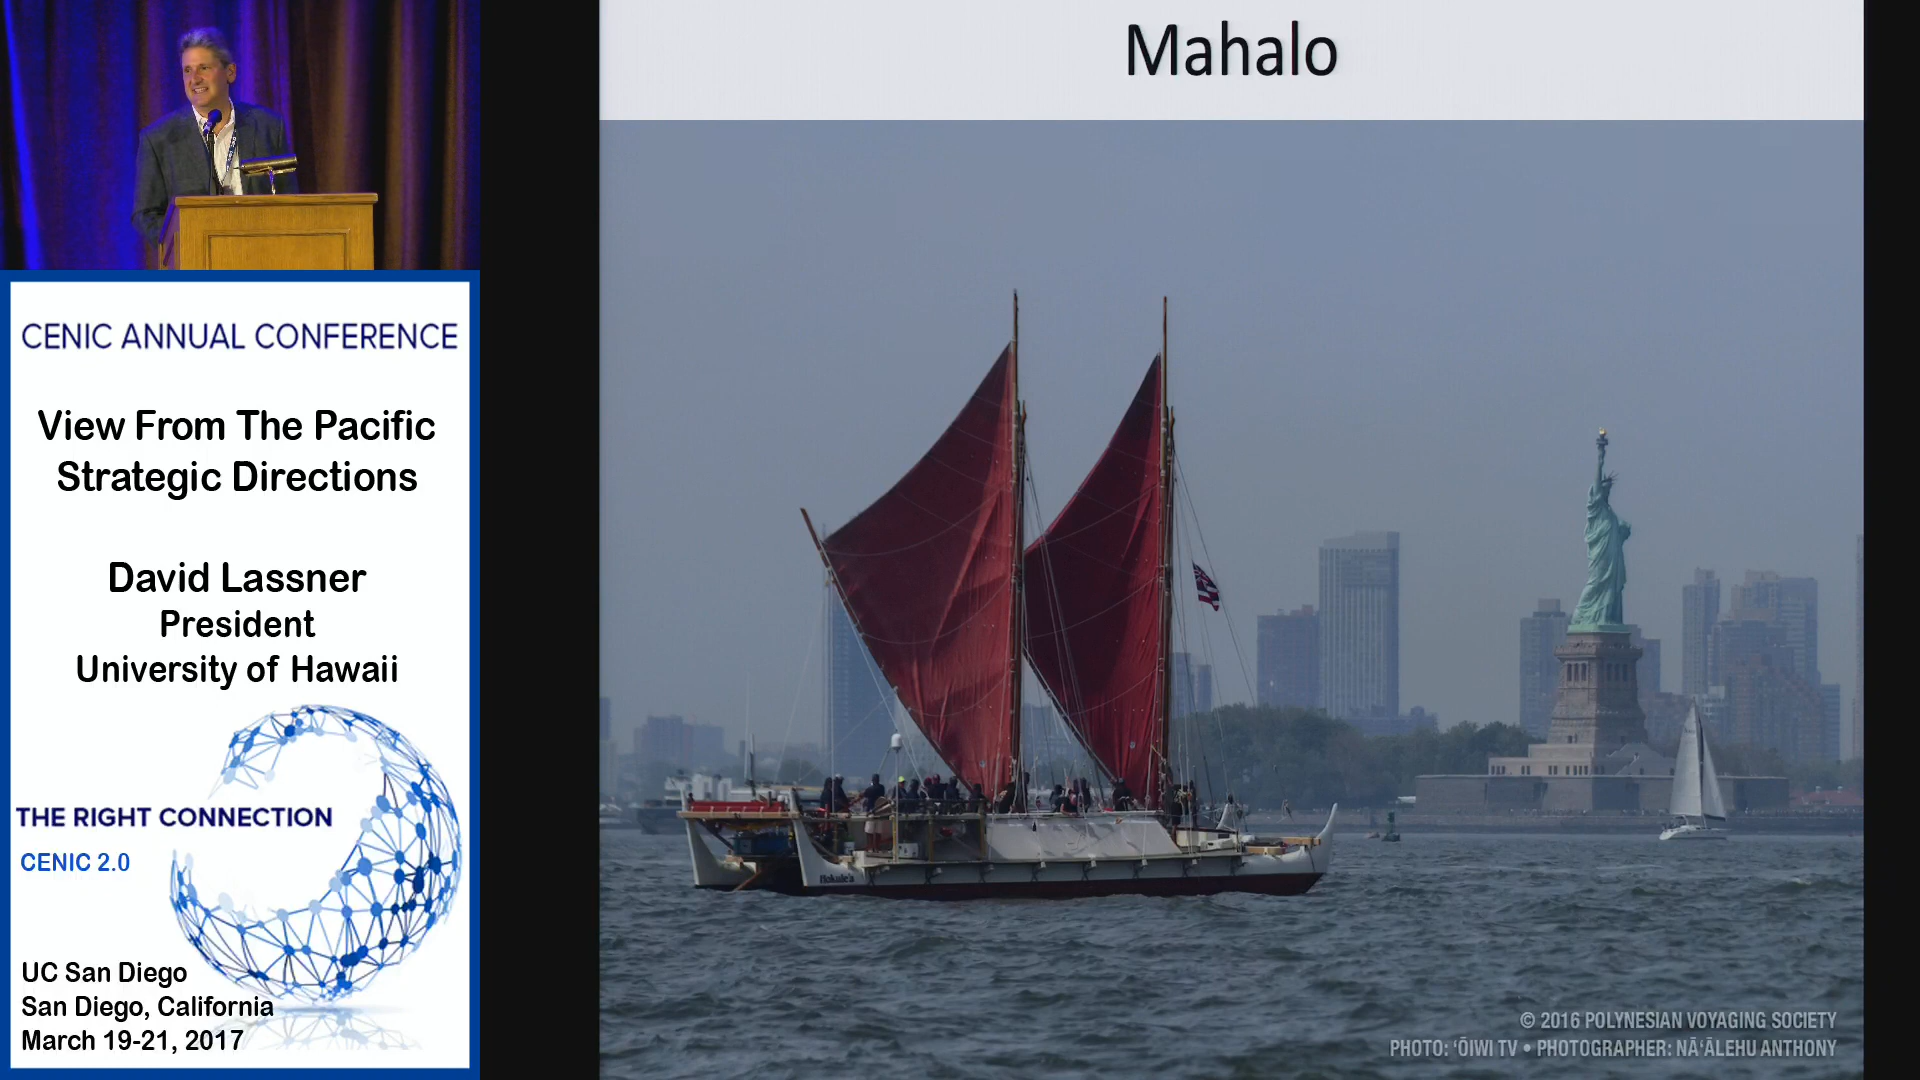 Mahalo
CENIC ANNUAL CONFERENCE
View From The Pacific
Strategic Directions
David Lassner
President
University of Hawaii
THE RIGHT CONNECTION
CENIC 2.0
UC San Diego
San Diego, California
March 19-21, 2017
Hokule'a
© 2016 POLYNESIAN VOYAGING SOCIETY
PHOTO: ʻŌIWI TV • PHOTOGRAPHER: NĀʻĀLEHU ANTHONY